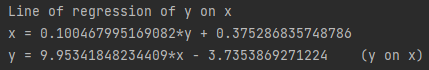 Line of regression of y on x
x = 0.100467995169082*y + 0.375286835748786
y = 9.95341848234409*x - 3.7353869271224    (y on x)